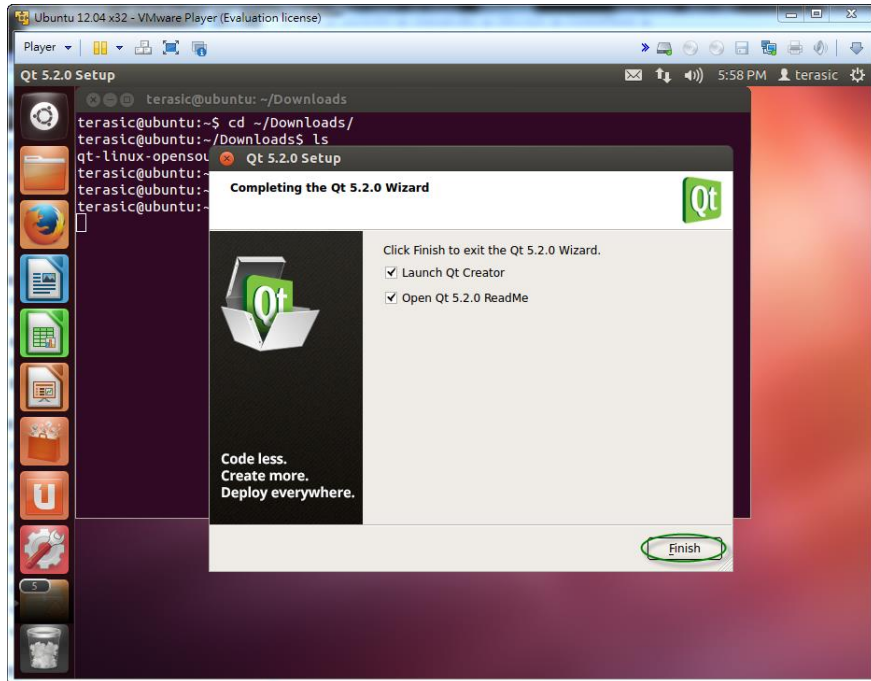 Ubuntu 12.04 x32 - VMware Player (Evaluation license)
Player
Qt 5.2.0 Setup
5:58 PM terasic
terasic@ubuntu: ~/Downloads
terasic@ubuntu:~$ cd ~/Downloads/
terasic@ubuntu:~/Downloads$ ls
qt-linux-opensou
terasic@ubuntu:~
terasic@ubuntu:~
terasic@ubuntu:~
Qt 5.2.0 Setup
Completing the Qt 5.2.0 Wizard
Qt
Click Finish to exit the Qt 5.2.0 Wizard.
Launch Qt Creator
Open Qt 5.2.0 ReadMe
Qt
Code less.
Create more.
Deploy everywhere.
Finish
U
5